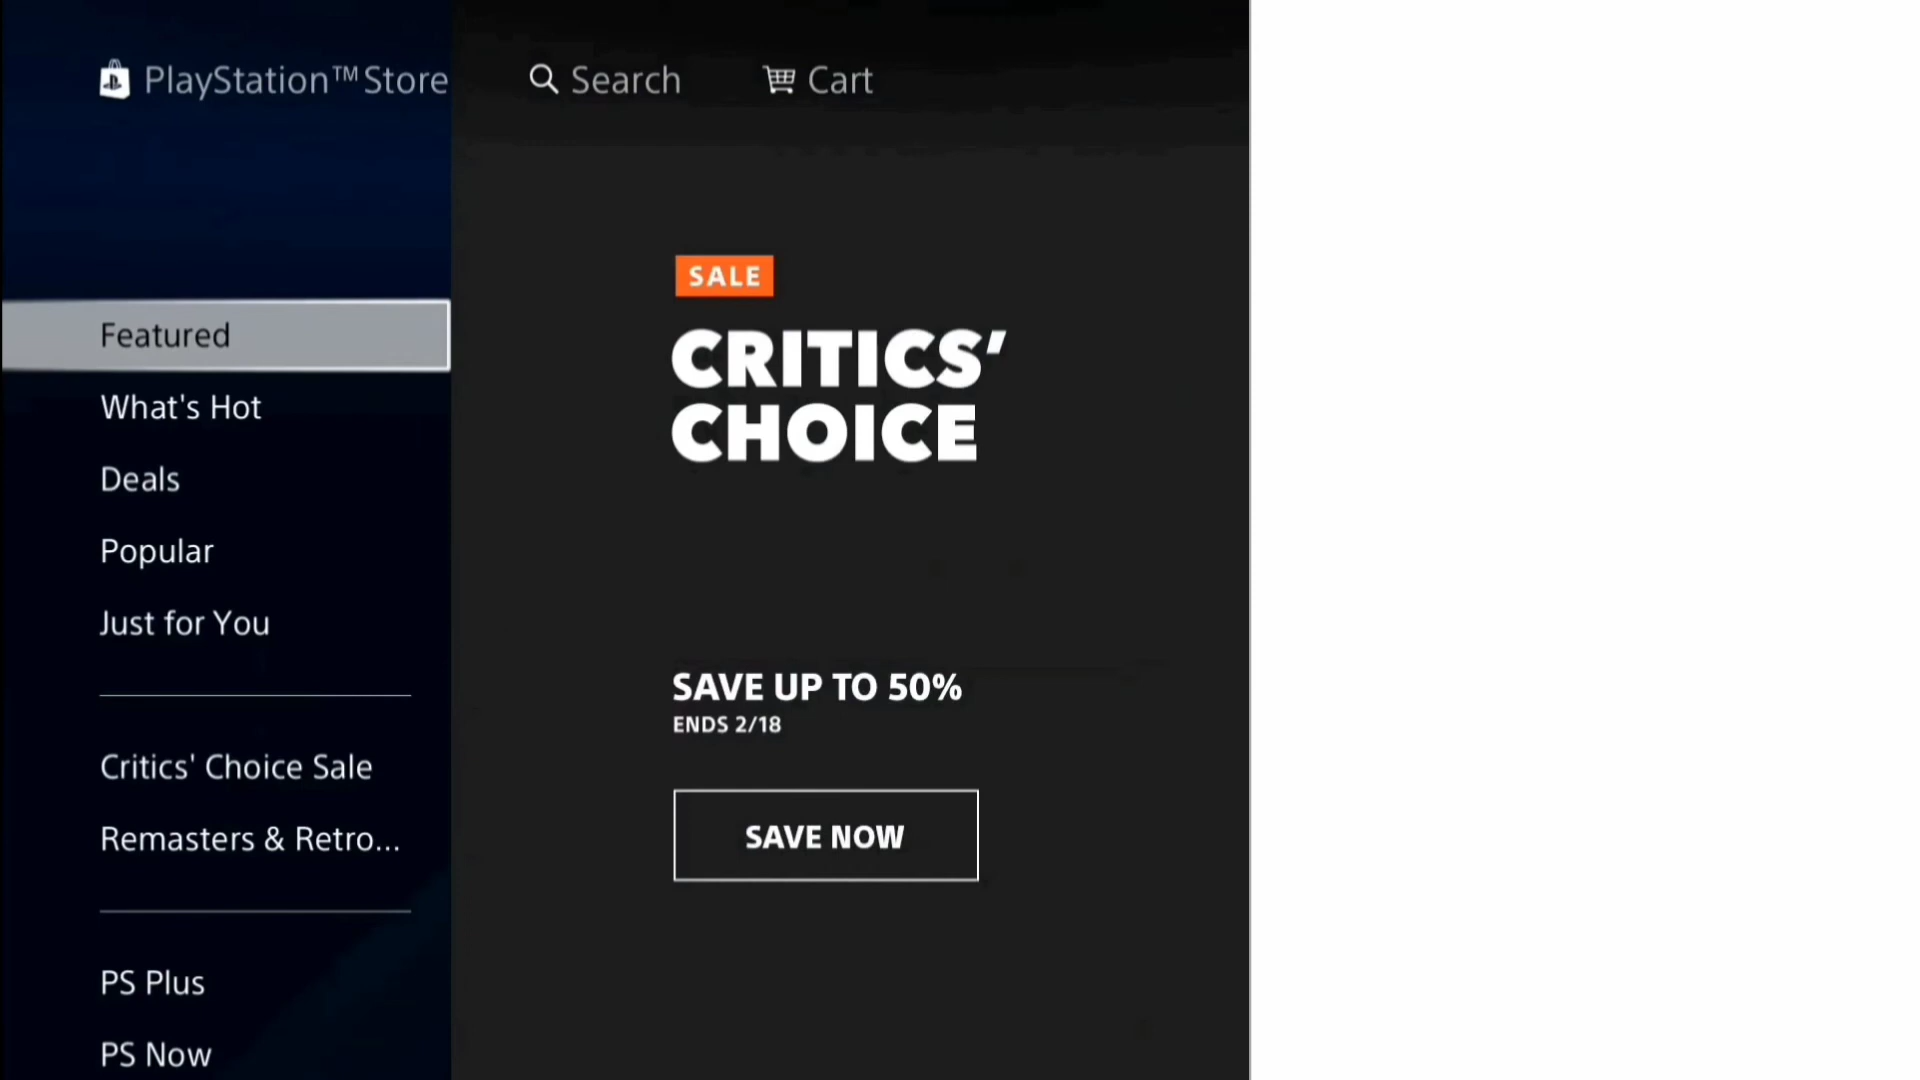 PlayStation™Store
Search
Cart
Featured
What's Hot
Deals
Popular
Just for You
Critics' Choice Sale
Remasters & Retro...
PS Plus
PS Now
SALE
CRITICS'
CHOICE
SAVE UP TO 50%
ENDS 2/18
SAVE NOW